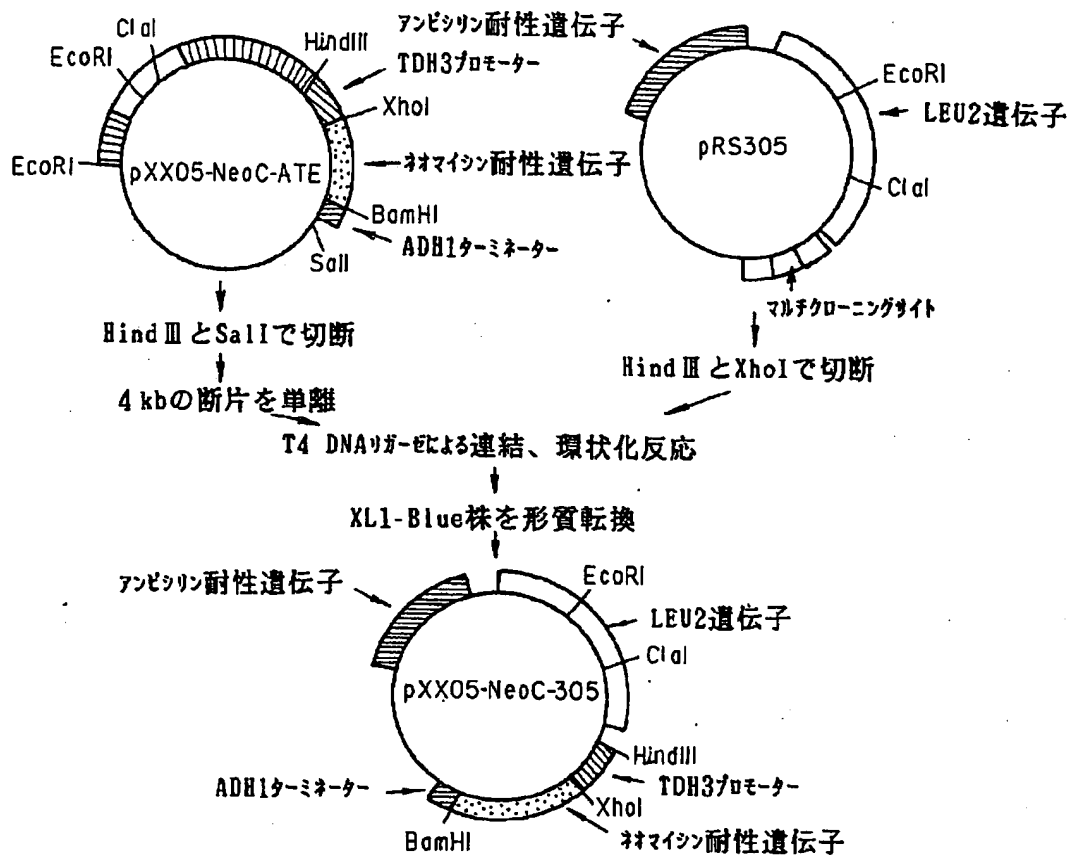 アンピシリン耐性遺伝子
ClaI
EcoRI
HindIII
TDH3プロモーター
XhoI
EcoRI
pXX05-NeoC-ATE
ネオマイシン耐性遺伝子
BamHI
ADH1ターミネーター
SalI
EcoRI
LEU2遺伝子
pRS305
ClaI
マルチクローニングサイト
HindⅢとSalIで切断
4kbの断片を単離
HindⅢとXhoIで切断
T4 DNAリガーゼによる連結、環状化反応
XL1-Blue株を形質転換
アンピシリン耐性遺伝子
EcoRI
LEU2遺伝子
ClaI
pXX05-NeoC-305
HindIII
TDH3プロモーター
XhoI
ADH1ターミネーター
BamHI
ネオマイシン耐性遺伝子